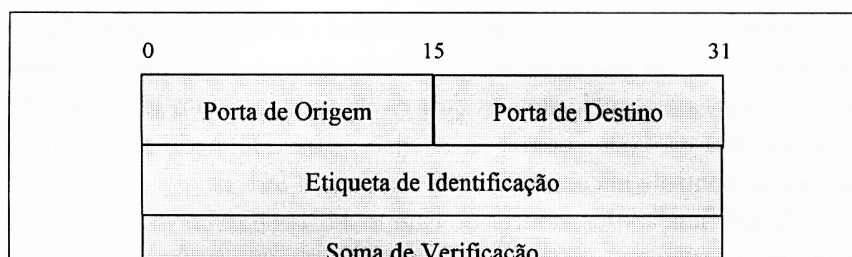 0 15 31
Porta de Origem Porta de Destino
Etiqueta de Identificação
Soma de Verificação